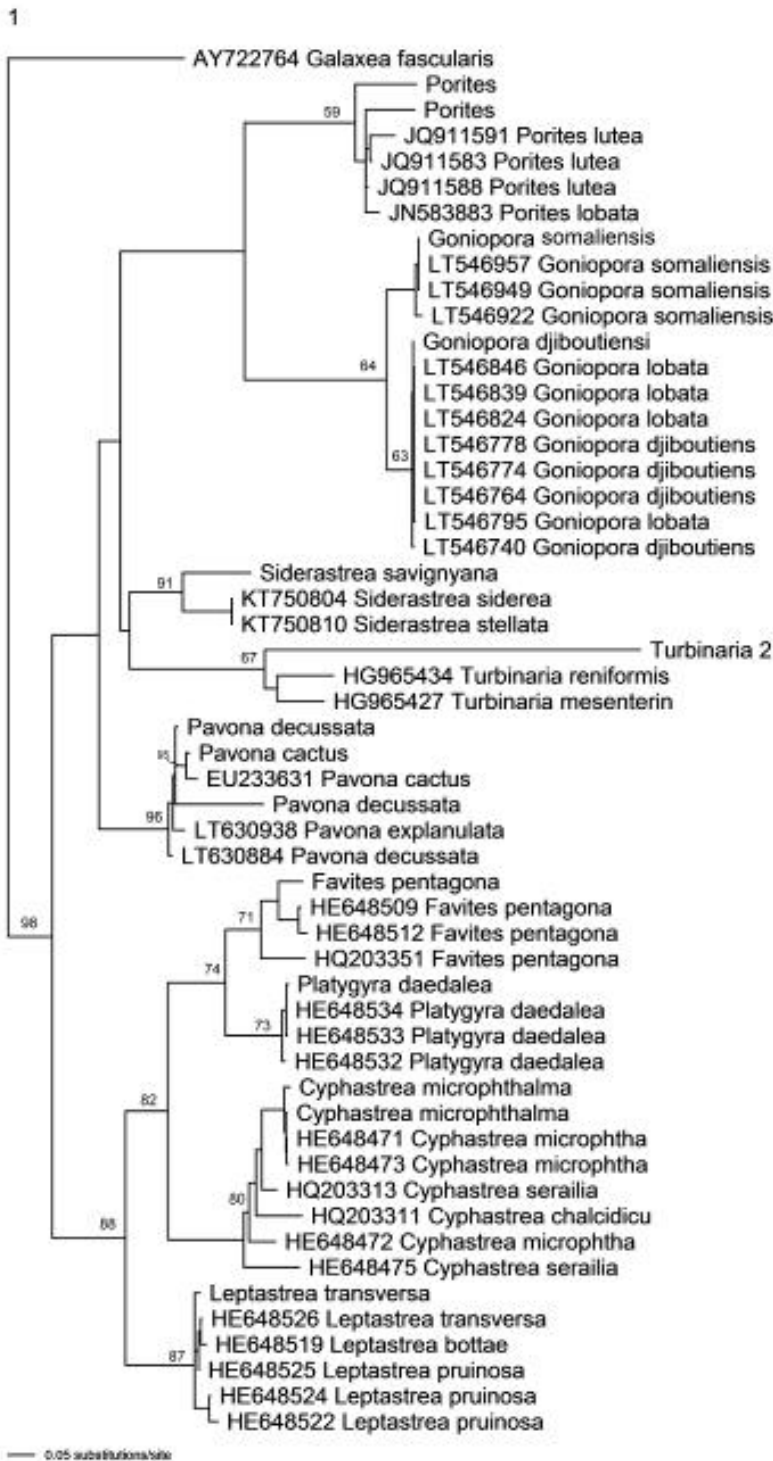 1
AY722764 Galaxea fascularis
Porites
59
Porites
JQ911591 Porites lutea
JQ911583 Porites lutea
JQ911588 Porites lutea
JN583883 Porites lobata
Goniopora somaliensis
LT546957 Goniopora somaliensis
LT546949 Goniopora somaliensis
LT546922 Goniopora somaliensis
Goniopora djiboutiensi
64
LT546846 Goniopora lobata
LT546839 Goniopora lobata
LT546824 Goniopora lobata
LT546778 Goniopora djiboutiens
63
LT546774 Goniopora djiboutiens
LT546764 Goniopora djiboutiens
LT546795 Goniopora lobata
LT546740 Goniopora djiboutiens
Siderastrea savignyana
91
KT750804 Siderastrea siderea
KT750810 Siderastrea stellata
Turbinaria 2
67
HG965434 Turbinaria reniformis
HG965427 Turbinaria mesenterin
Pavona decussata
95
Pavona cactus
EU233631 Pavona cactus
Pavona decussata
96
LT630938 Pavona explanulata
LT630884 Pavona decussata
Favites pentagona
HE648509 Favites pentagona
71
98
HE648512 Favites pentagona
HQ203351 Favites pentagona
74
Platygyra daedalea
HE648534 Platygyra daedalea
73
HE648533 Platygyra daedalea
HE648532 Platygyra daedalea
Cyphastrea microphthalma
82
Cyphastrea microphthalma
HE648471 Cyphastrea microphtha
HE648473 Cyphastrea microphtha
HQ203313 Cyphastrea serailia
80
HQ203311 Cyphastrea chalcidicu
88
HE648472 Cyphastrea microphtha
HE648475 Cyphastrea serailia
Leptastrea transversa
HE648526 Leptastrea transversa
HE648519 Leptastrea bottae
87
HE648525 Leptastrea pruinosa
HE648524 Leptastrea pruinosa
HE648522 Leptastrea pruinosa
0.05 substitutions/site